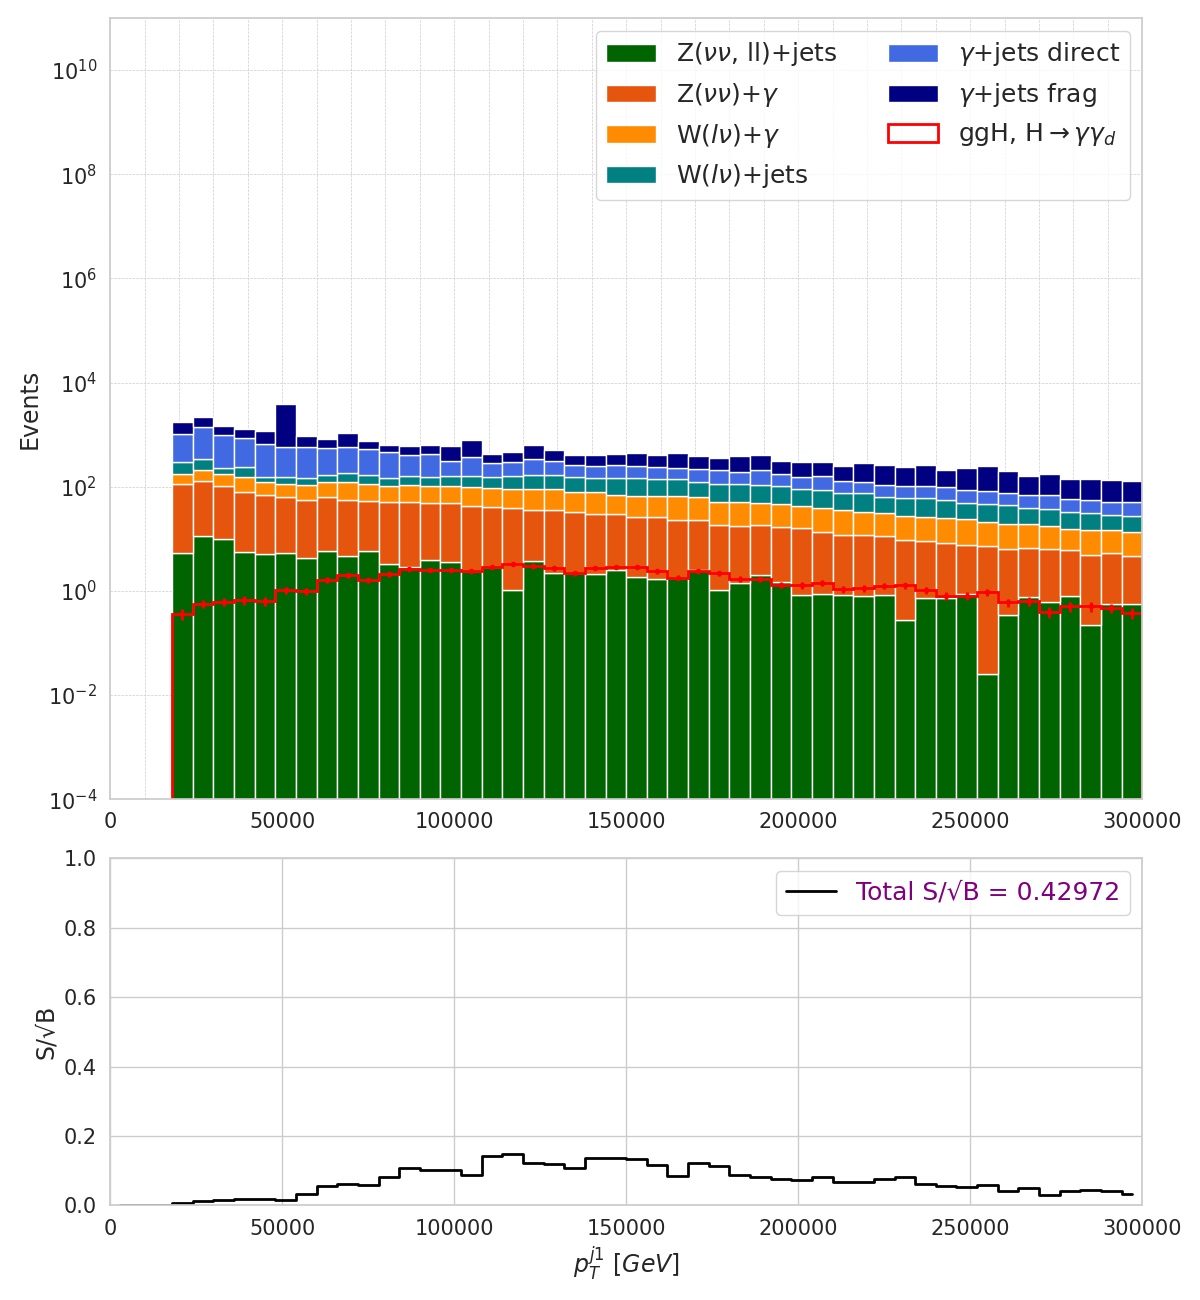 Z(νν, ll)+jets
Z(νν)+γ
W(lν)+γ
W(lν)+jets
γ+jets direct
γ+jets frag
ggH, H→γγ_d
Events
10^10
10^8
10^6
10^4
10^2
10^0
10^−2
10^−4
0 50000 100000 150000 200000 250000 300000
Total S/√B = 0.42972
S/√B
1.0
0.8
0.6
0.4
0.2
0.0
0 50000 100000 150000 200000 250000 300000
p_T^{j1} [GeV]